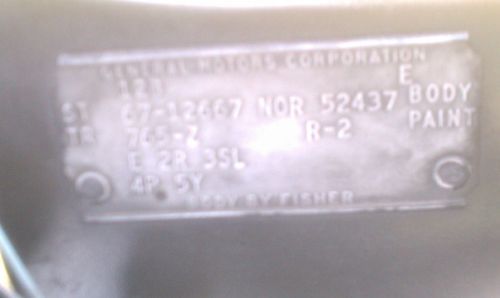 GENERAL MOTORS CORPORATION
12B E
ST 67-12667 NOR 52437 BODY
TR 765-Z R-2 PAINT
E 2R 3SL
4P 5Y
BODY BY FISHER